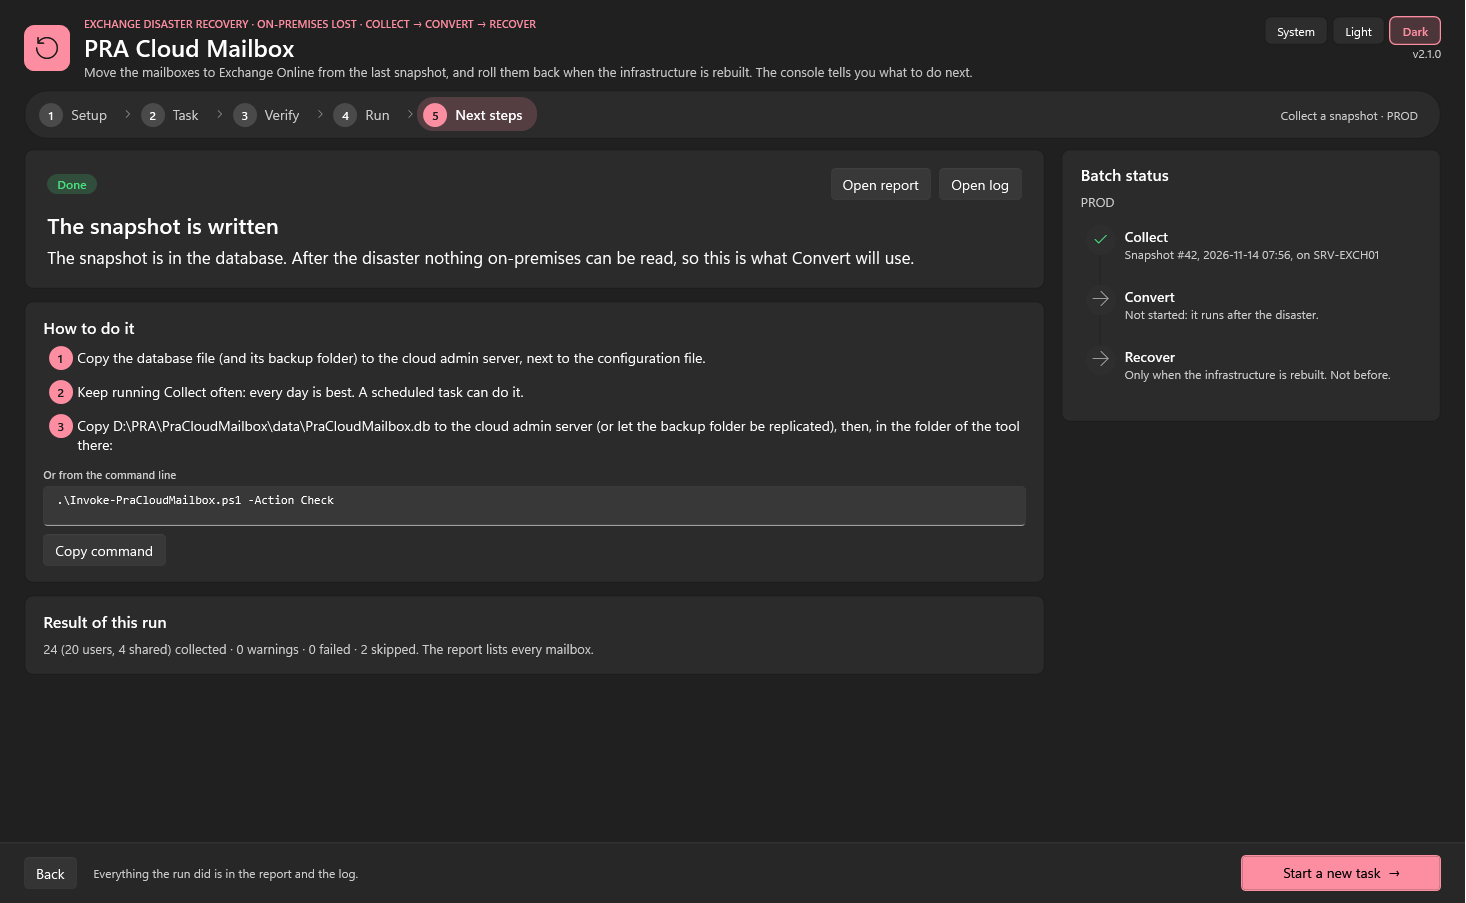 EXCHANGE DISASTER RECOVERY · ON-PREMISES LOST · COLLECT → CONVERT → RECOVER
PRA Cloud Mailbox
Move the mailboxes to Exchange Online from the last snapshot, and roll them back when the infrastructure is rebuilt. The console tells you what to do next.
System
Light
Dark
v2.1.0
1 Setup
2 Task
3 Verify
4 Run
5 Next steps
Collect a snapshot · PROD
Done
Open report
Open log
The snapshot is written
The snapshot is in the database. After the disaster nothing on-premises can be read, so this is what Convert will use.
How to do it
1 Copy the database file (and its backup folder) to the cloud admin server, next to the configuration file.
2 Keep running Collect often: every day is best. A scheduled task can do it.
3 Copy D:\PRA\PraCloudMailbox\data\PraCloudMailbox.db to the cloud admin server (or let the backup folder be replicated), then, in the folder of the tool
there:
Or from the command line
.\Invoke-PraCloudMailbox.ps1 -Action Check
Copy command
Result of this run
24 (20 users, 4 shared) collected · 0 warnings · 0 failed · 2 skipped. The report lists every mailbox.
Batch status
PROD
Collect
Snapshot #42, 2026-11-14 07:56, on SRV-EXCH01
Convert
Not started: it runs after the disaster.
Recover
Only when the infrastructure is rebuilt. Not before.
Back
Everything the run did is in the report and the log.
Start a new task →